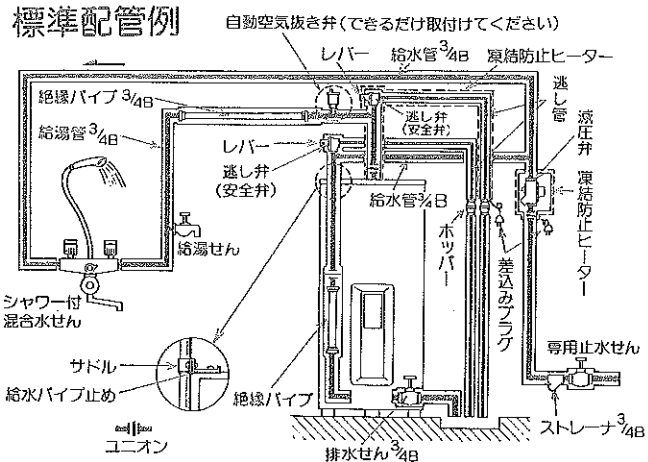 標準配管例
自動空気抜き弁(できるだけ取付けてください)
レバー
給水管3/4B
凍結防止ヒーター
絶縁パイプ3/4B
逃し弁
(安全弁)
逃し管
減圧弁
給湯管3/4B
レバー
逃し弁
(安全弁)
給水管3/4B
凍結防止ヒーター
給湯せん
ホッパー
差込みプラグ
シャワー付
混合水せん
サドル
給水パイプ止め
絶縁パイプ
専用止水せん
ストレーナ3/4B
ユニオン
排水せん3/4B